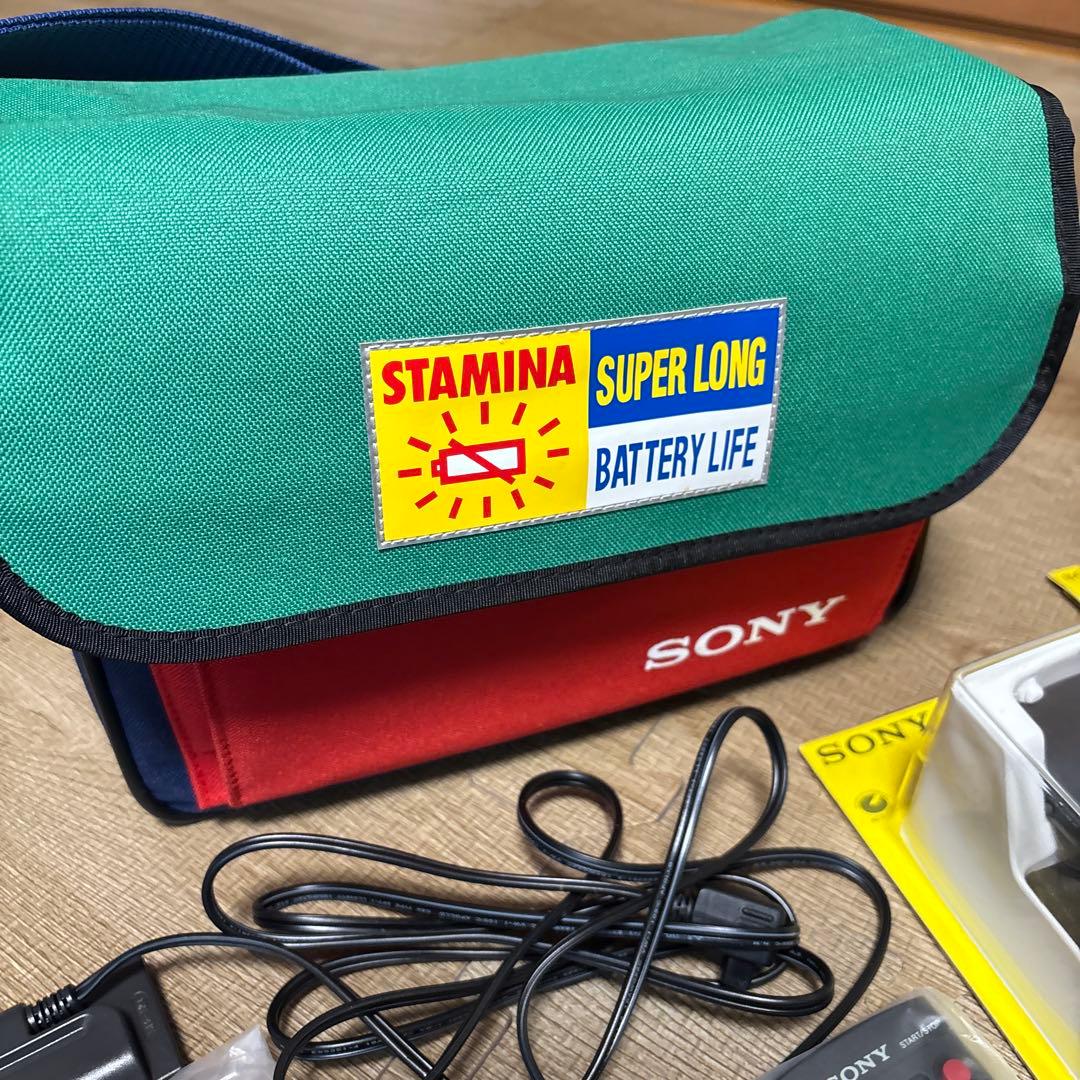 STAMINA
SUPER LONG
BATTERY LIFE
SONY
SONY
SONY
START/STOP